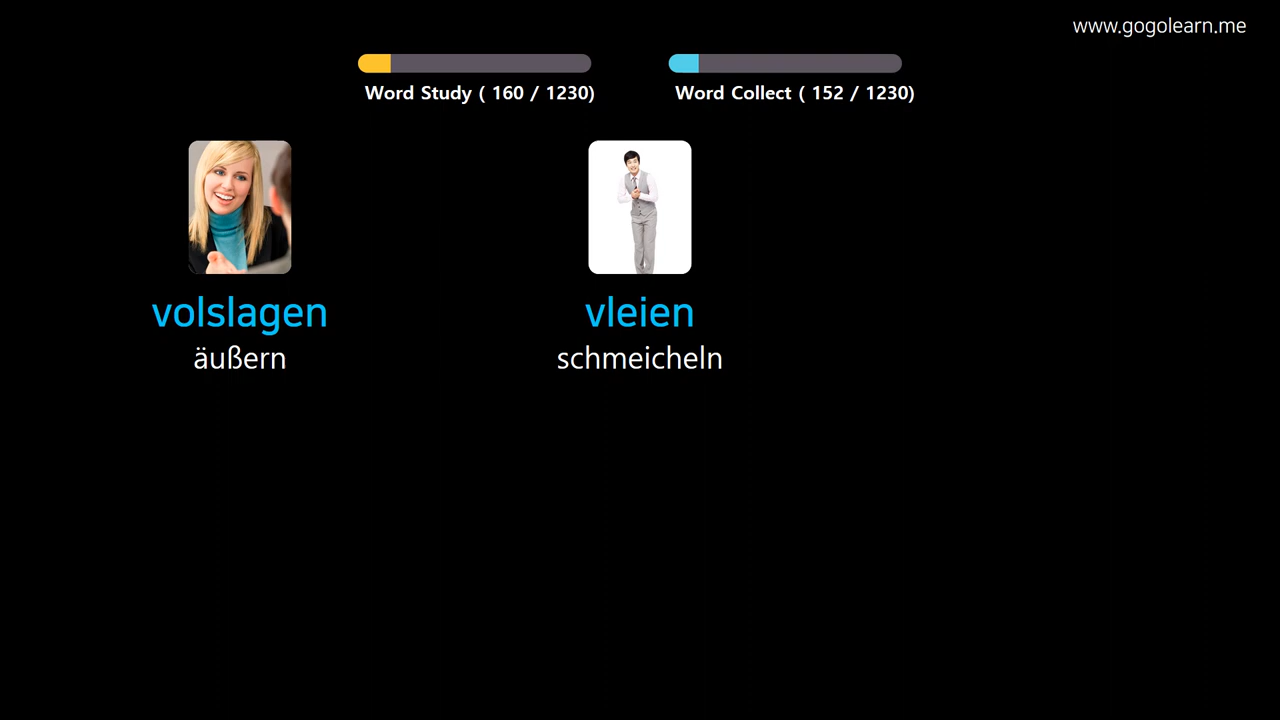 www.gogolearn.me
Word Study ( 160 / 1230)
Word Collect ( 152 / 1230)
volslagen
äußern
vleien
schmeicheln